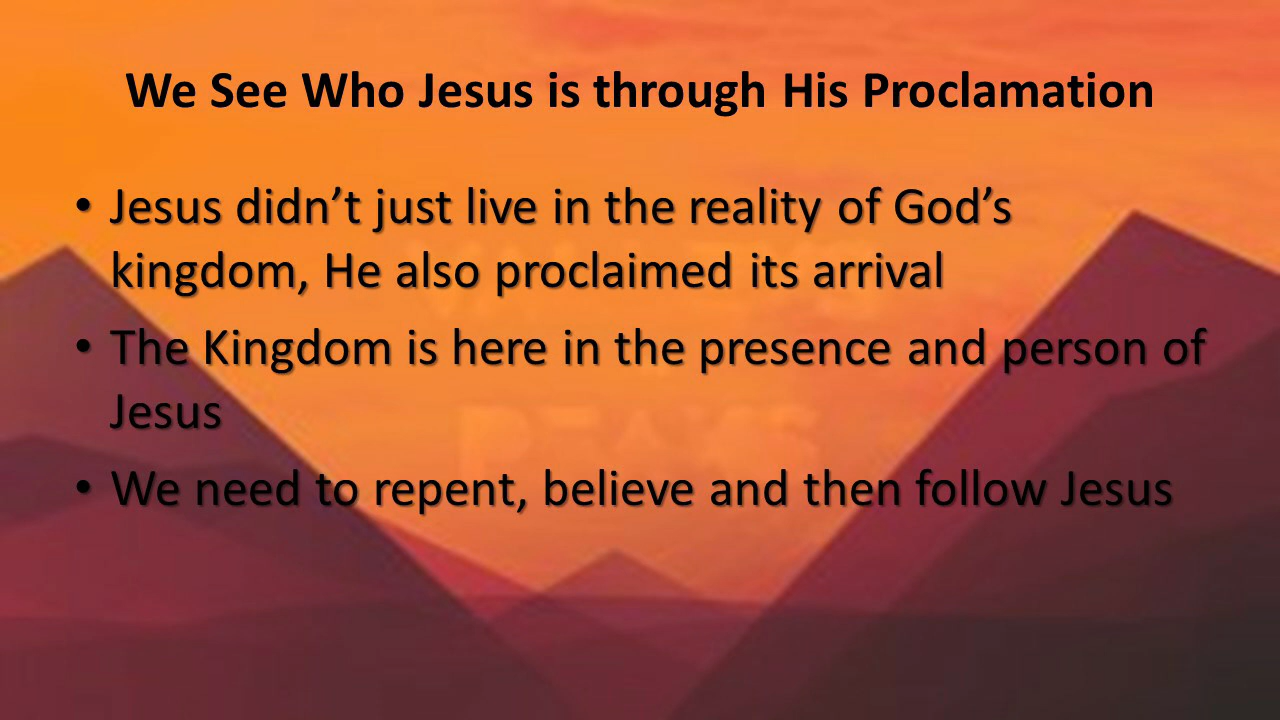 We See Who Jesus is through His Proclamation
• Jesus didn’t just live in the reality of God’s
kingdom, He also proclaimed its arrival
• The Kingdom is here in the presence and person of
Jesus
• We need to repent, believe and then follow Jesus